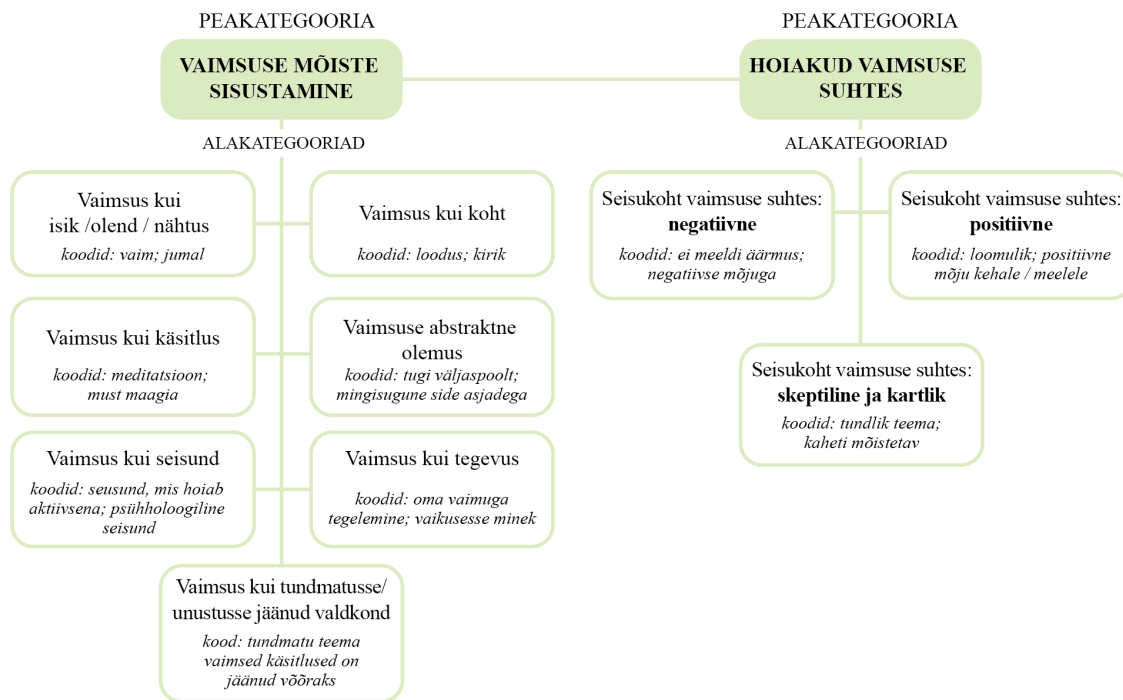 PEAKATEGOORIA
VAIMSUSE MÕISTE
SISUSTAMINE
ALAKATEGOORIAD
Vaimsus kui
isik /olend / nähtus
koodid: vaim; jumal
Vaimsus kui koht
koodid: loodus; kirik
Vaimsus kui käsitlus
koodid: meditatsioon;
must maagia
Vaimsuse abstraktne
olemus
koodid: tugi väljaspoolt;
mingisugune side asjadega
Vaimsus kui seisund
koodid: seusund, mis hoiab
aktiivsena; psühholoogiline
seisund
Vaimsus kui tegevus
koodid: oma vaimuga
tegelemine; vaikusesse minek
Vaimsus kui tundmatusse/
unustusse jäänud valdkond
kood: tundmatu teema
vaimsed käsitlused on
jäänud võõraks
PEAKATEGOORIA
HOIAKUD VAIMSUSE
SUHTES
ALAKATEGOORIAD
Seisukoht vaimsuse suhtes:
negatiivne
koodid: ei meeldi äärmus;
negatiivse mõjuga
Seisukoht vaimsuse suhtes:
positiivne
koodid: loomulik; positiivne
mõju kehale / meelele
Seisukoht vaimsuse suhtes:
skeptiline ja kartlik
koodid: tundlik teema;
kaheti mõistetav